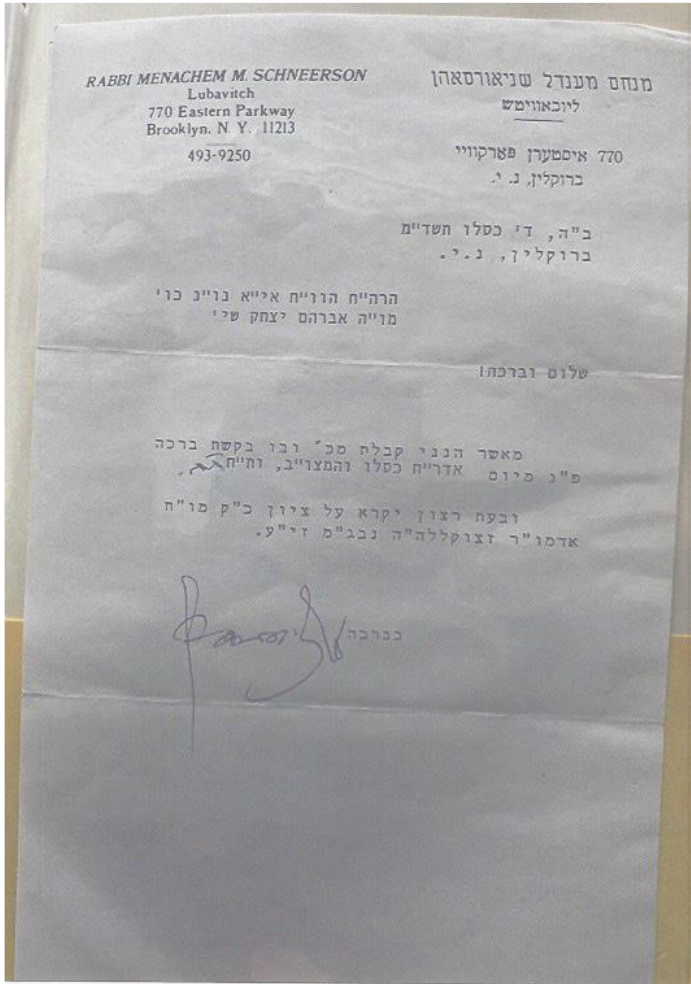 RABBI MENACHEM M. SCHNEERSON
Lubavitch
770 Eastern Parkway
Brooklyn. N. Y. 11213
493-9250
מנחם מענדל שניאורסאהן
ליובאוויטש
770 איסטערן פארקוויי
ברוקלין, נ. י.
ב"ה, ד' כסלו תשד"מ
ברוקלין, נ.י.
הרה"ח הוו"ח אי"א נו"נ כו'
מו"ה אברהם יצחק שי'
שלום וברכה!
מאשר הנני קבלת מכ' ובו בקשת ברכה
פ"נ מיום אדר"ח כסלו והמצו"ב, ות"ח
ובעת רצון יקרא על ציון כ"ק מו"ח
אדמו"ר זצוקללה"ה נבג"מ זי"ע.
בברכה